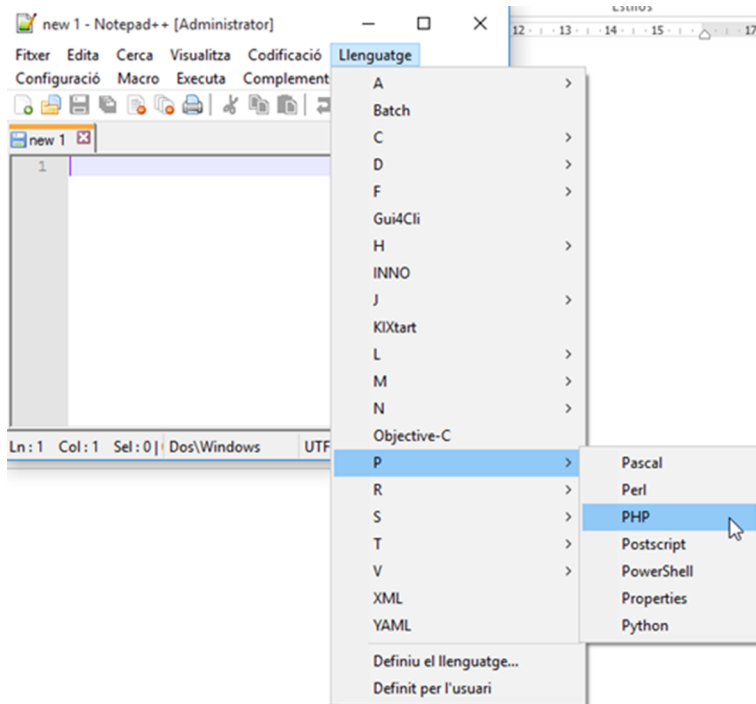 new 1 - Notepad++ [Administrator]
Estilos
12 · 13 · 14 · 15 · 17
Fitxer Edita Cerca Visualitza Codificació Llenguatge
Configuració Macro Executa Complement
new 1
1
A
Batch
C
D
F
Gui4Cli
H
INNO
J
KIXtart
L
M
N
Objective-C
P
R
S
T
V
XML
YAML
Definiu el llenguatge...
Definit per l'usuari
Pascal
Perl
PHP
Postscript
PowerShell
Properties
Python
Ln : 1 Col : 1 Sel : 0 | Dos\Windows UTF